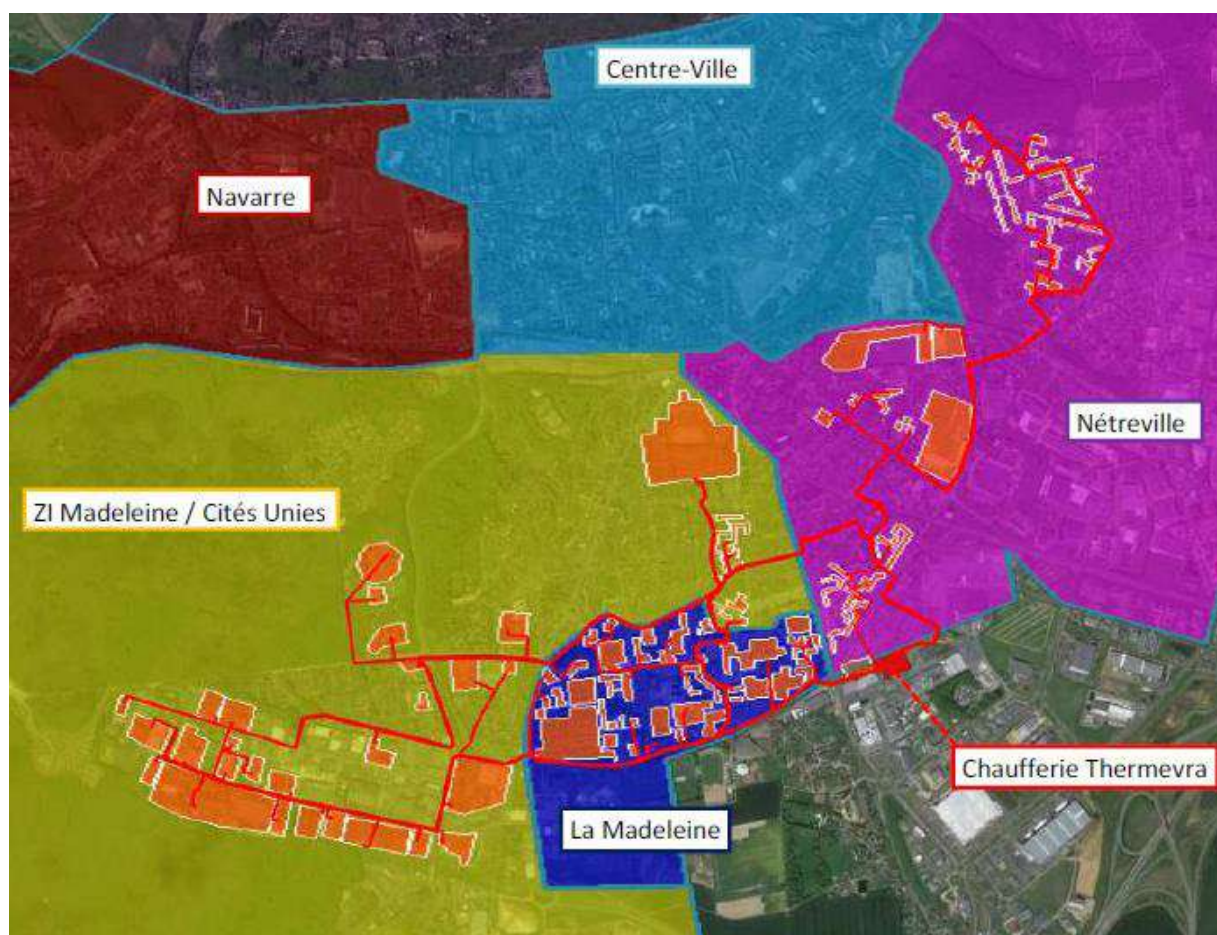 Centre-Ville
Navarre
Nétreville
ZI Madeleine / Cités Unies
Chaufferie Thermevra
La Madeleine